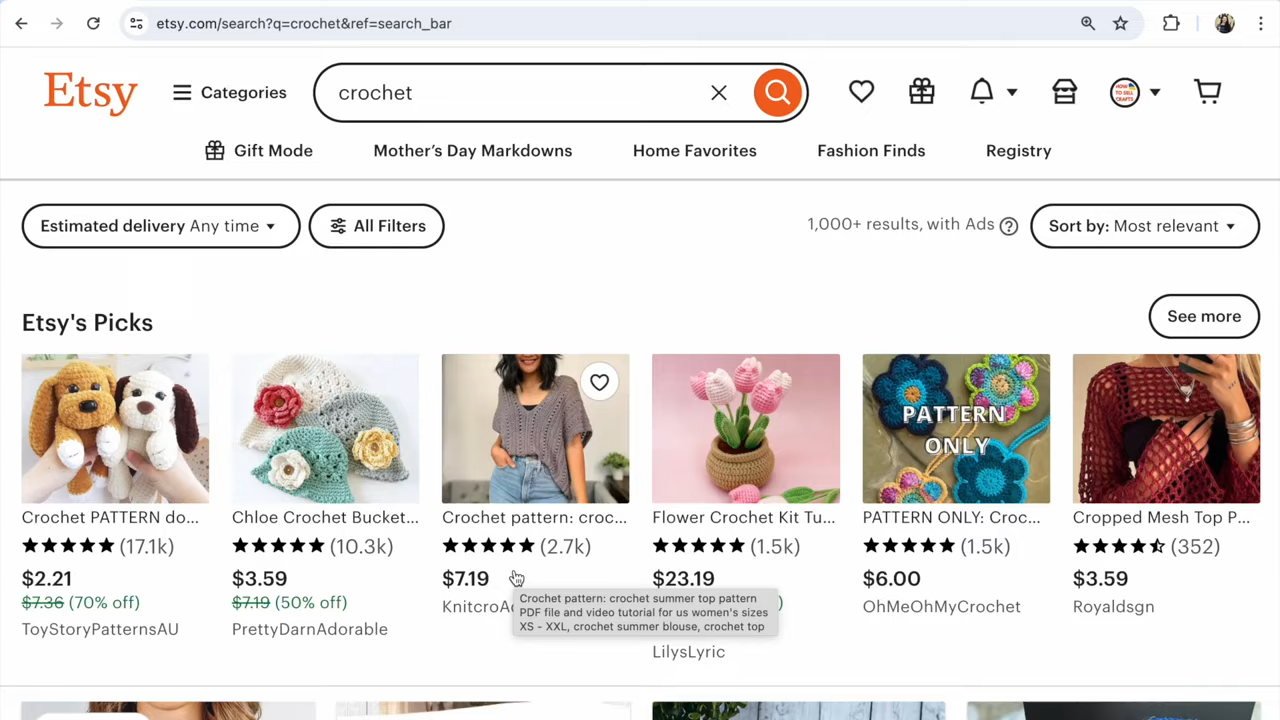 etsy.com/search?q=crochet&ref=search_bar
Etsy
Categories
crochet
HOW TO SELL CRAFTS
Gift Mode
Mother's Day Markdowns
Home Favorites
Fashion Finds
Registry
Estimated delivery Any time
All Filters
1,000+ results, with Ads
Sort by: Most relevant
Etsy's Picks
See more
PATTERN
ONLY
Crochet PATTERN do...
Chloe Crochet Bucket...
Crochet pattern: croc...
Flower Crochet Kit Tu...
PATTERN ONLY: Croc...
Cropped Mesh Top P...
(17.1k)
(10.3k)
(2.7k)
(1.5k)
(1.5k)
(352)
$2.21
$3.59
$7.19
$23.19
$6.00
$3.59
$7.36 (70% off)
$7.19 (50% off)
KnitcroA
OhMeOhMyCrochet
Royaldsgn
ToyStoryPatternsAU
PrettyDarnAdorable
LilysLyric
Crochet pattern: crochet summer top pattern
PDF file and video tutorial for us women's sizes
XS - XXL, crochet summer blouse, crochet top